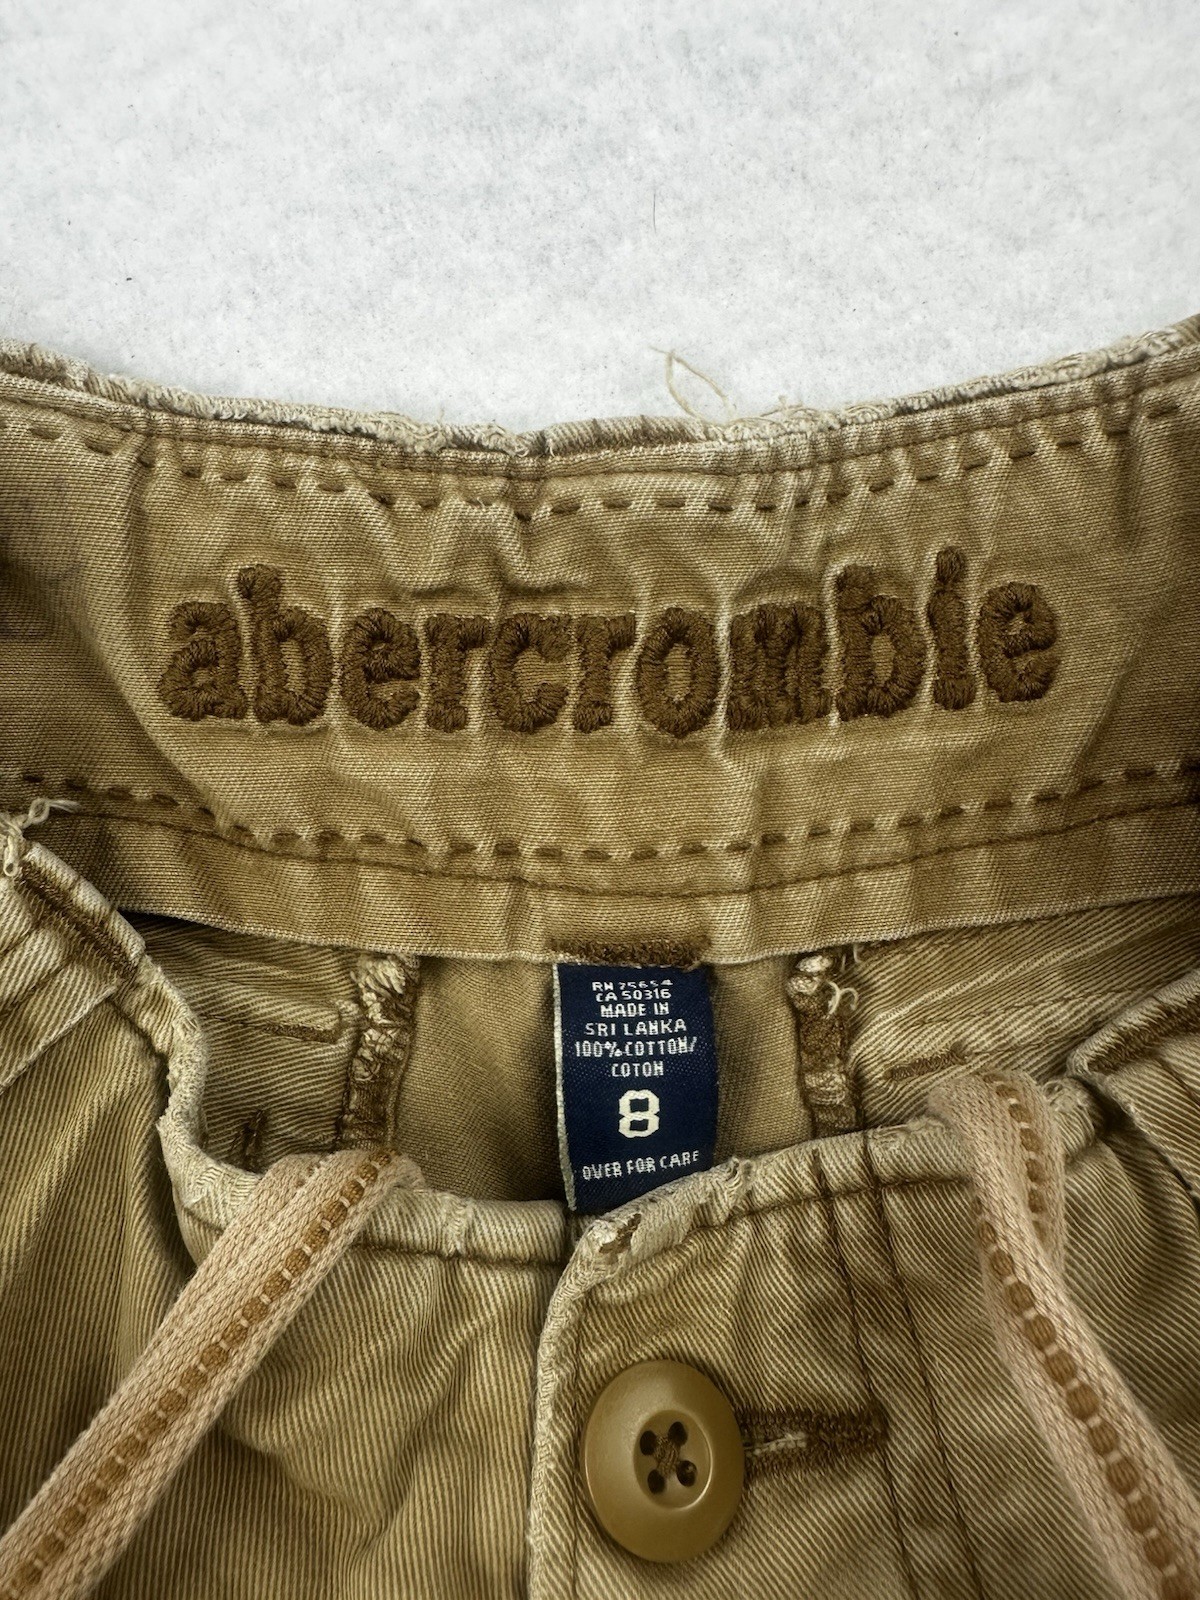 abercrombie
RN 75654
CA 50316
MADE IN
SRI LANKA
100% COTTON/
COTON
8
OVER FOR CARE